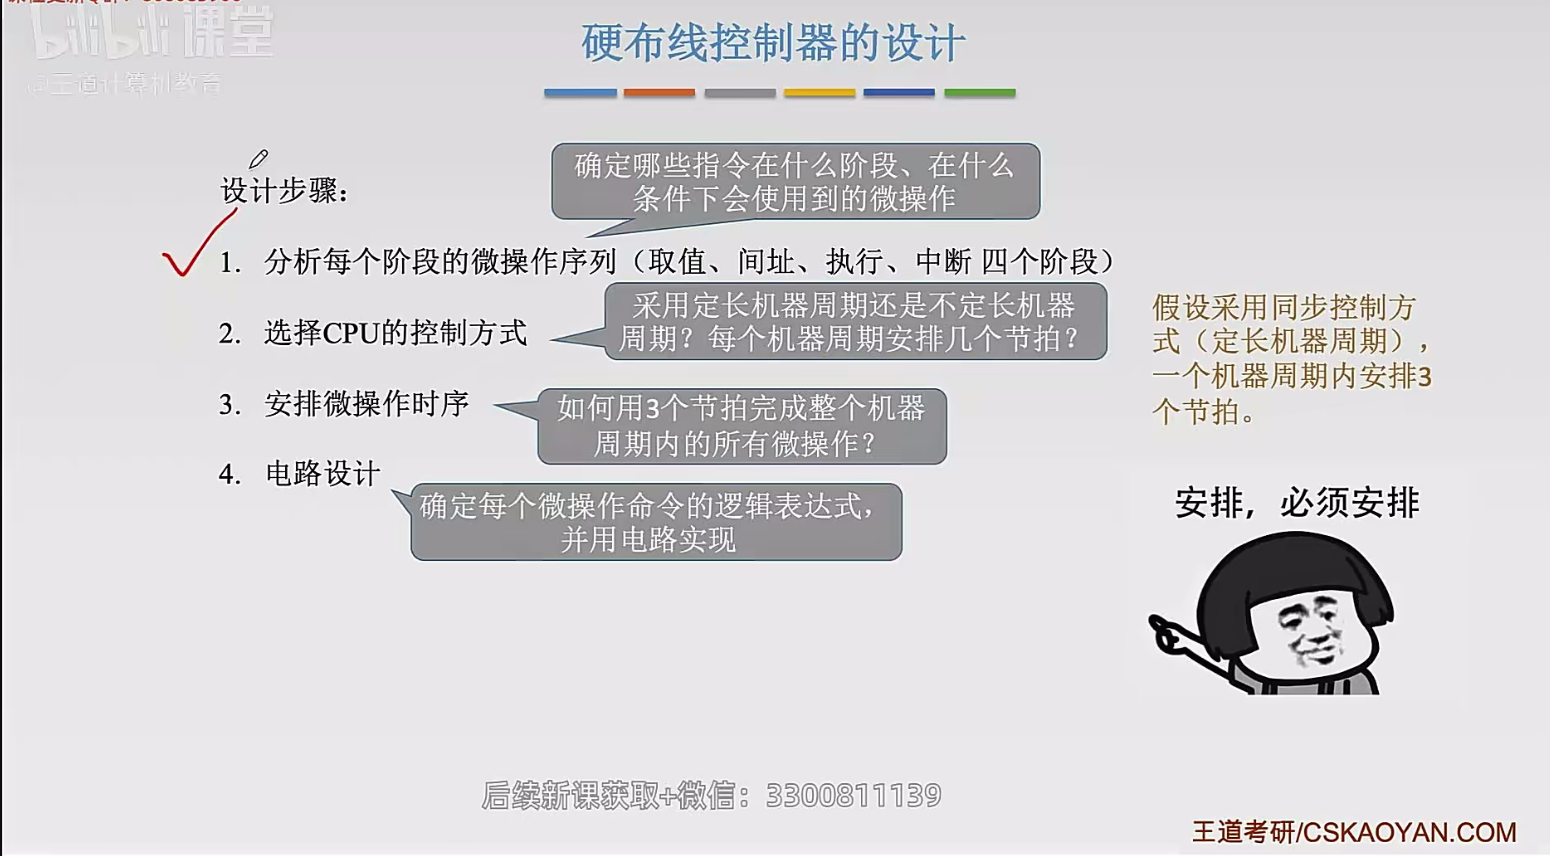 bilibili 课堂
@王道计算机教育
硬布线控制器的设计
设计步骤：
确定哪些指令在什么阶段、在什么
条件下会使用到的微操作
1. 分析每个阶段的微操作序列（取值、间址、执行、中断 四个阶段）
2. 选择CPU的控制方式
采用定长机器周期还是不定长机器
周期？每个机器周期安排几个节拍？
假设采用同步控制方
式（定长机器周期），
一个机器周期内安排3
个节拍。
3. 安排微操作时序
如何用3个节拍完成整个机器
周期内的所有微操作？
4. 电路设计
确定每个微操作命令的逻辑表达式，
并用电路实现
安排，必须安排
后续新课获取+微信：3300811139
王道考研/CSKAOYAN.COM